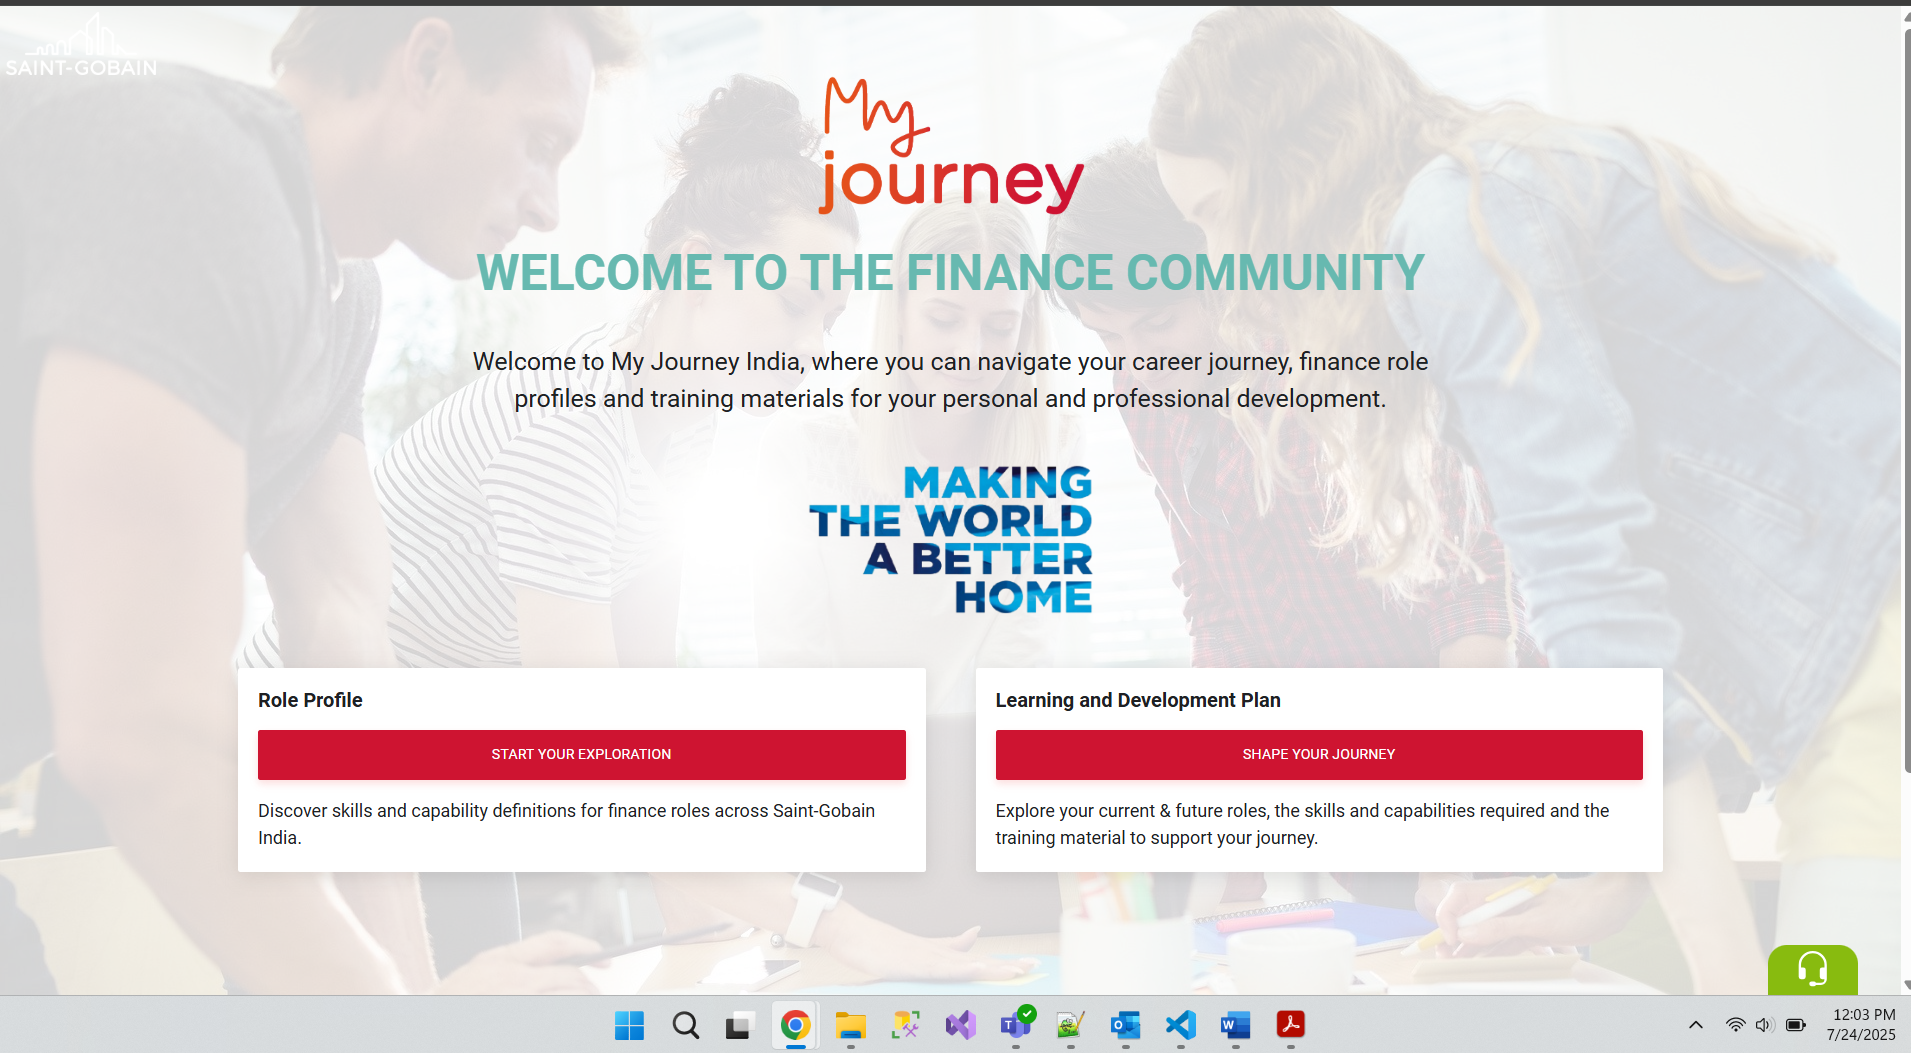 SAINT-GOBAIN
My
journey
WELCOME TO THE FINANCE COMMUNITY
Welcome to My Journey India, where you can navigate your career journey, finance role
profiles and training materials for your personal and professional development.
MAKING
THE WORLD
A BETTER
HOME
Role Profile
START YOUR EXPLORATION
Discover skills and capability definitions for finance roles across Saint-Gobain
India.
Learning and Development Plan
SHAPE YOUR JOURNEY
Explore your current & future roles, the skills and capabilities required and the
training material to support your journey.
12:03 PM
7/24/2025